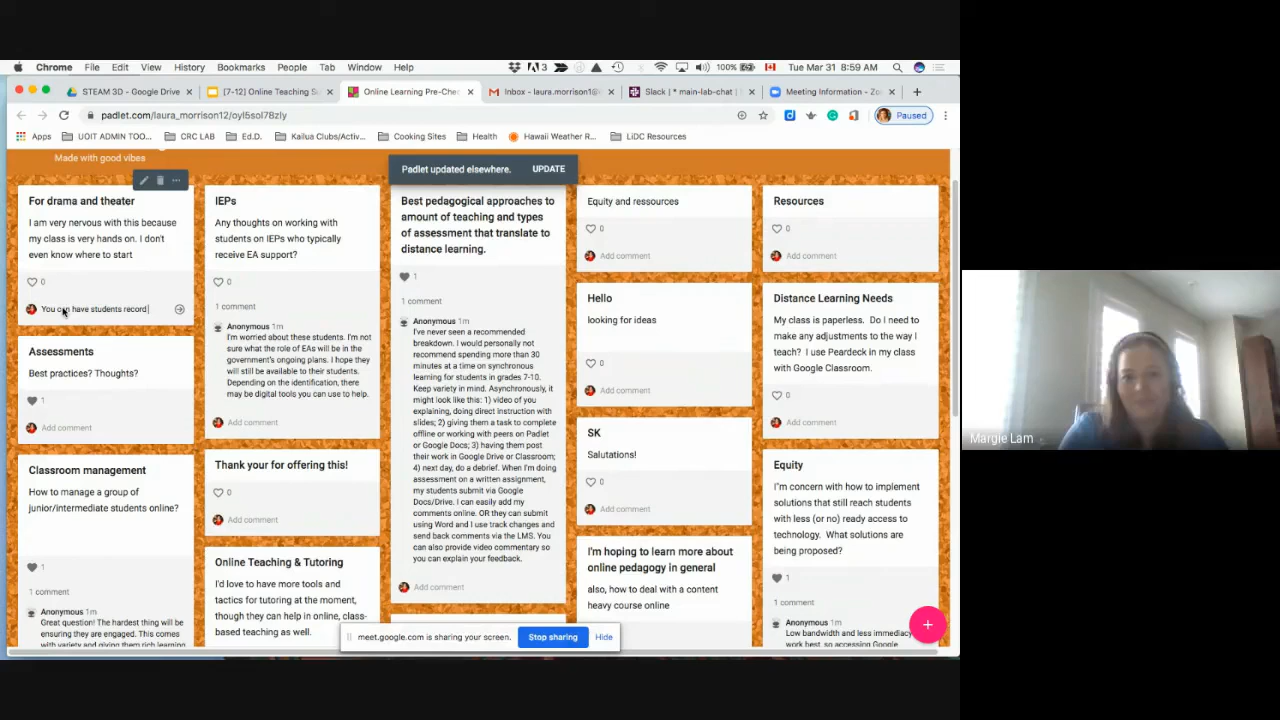 Chrome File Edit View History Bookmarks People Tab Window Help
3
100%
Tue Mar 31 8:59 AM
STEAM 3D - Google Drive
[7-12] Online Teaching Su
Online Learning Pre-Chec
Inbox - laura.morrison1@
Slack | * main-lab-chat |
Meeting Information - Zo
padlet.com/laura_morrison12/oyl5sol78zly
Paused
Apps
UOIT ADMIN TOO...
CRC LAB
Ed.D.
Kailua Clubs/Activ...
Cooking Sites
Health
Hawaii Weather R...
LiDC Resources
Made with good vibes
Padlet updated elsewhere. UPDATE
For drama and theater
I am very nervous with this because
my class is very hands on. I don't
even know where to start
0
You can have students record
Assessments
Best practices? Thoughts?
1
Add comment
Classroom management
How to manage a group of
junior/intermediate students online?
1
1 comment
Anonymous 1m
Great question! The hardest thing will be
ensuring they are engaged. This comes
with variety and giving them rich learning
IEPs
Any thoughts on working with
students on IEPs who typically
receive EA support?
0
1 comment
Anonymous 1m
I'm worried about these students. I'm not
sure what the role of EAs will be in the
government's ongoing plans. I hope they
will still be available to their students.
Depending on the identification, there
may be digital tools you can use to help.
Add comment
Thank your for offering this!
0
Add comment
Online Teaching & Tutoring
I'd love to have more tools and
tactics for tutoring at the moment,
though they can help in online, class-
based teaching as well.
Best pedagogical approaches to
amount of teaching and types
of assessment that translate to
distance learning.
1
1 comment
Anonymous 1m
I've never seen a recommended
breakdown. I would personally not
recommend spending more than 30
minutes at a time on synchronous
learning for students in grades 7-10.
Keep variety in mind. Asynchronously, it
might look like this: 1) video of you
explaining, doing direct instruction with
slides; 2) giving them a task to complete
offline or working with peers on Padlet
or Google Docs; 3) having them post
their work in Google Drive or Classroom;
4) next day, do a debrief. When I'm doing
assessment on a written assignment,
my students submit via Google
Docs/Drive. I can easily add my
comments online. OR they can submit
using Word and I use track changes and
send back comments via the LMS. You
can also provide video commentary so
you can explain your feedback.
Add comment
Equity and ressources
0
Add comment
Hello
looking for ideas
0
Add comment
SK
Salutations!
0
Add comment
I'm hoping to learn more about
online pedagogy in general
also, how to deal with a content
heavy course online
Resources
0
Add comment
Distance Learning Needs
My class is paperless. Do I need to
make any adjustments to the way I
teach? I use Peardeck in my class
with Google Classroom.
0
Add comment
Equity
I"m concern with how to implement
solutions that still reach students
with less (or no) ready access to
technology. What solutions are
being proposed?
1
1 comment
Anonymous 1m
Low bandwidth and less immediacy
work best, so accessing Google
meet.google.com is sharing your screen. Stop sharing Hide
Margie Lam